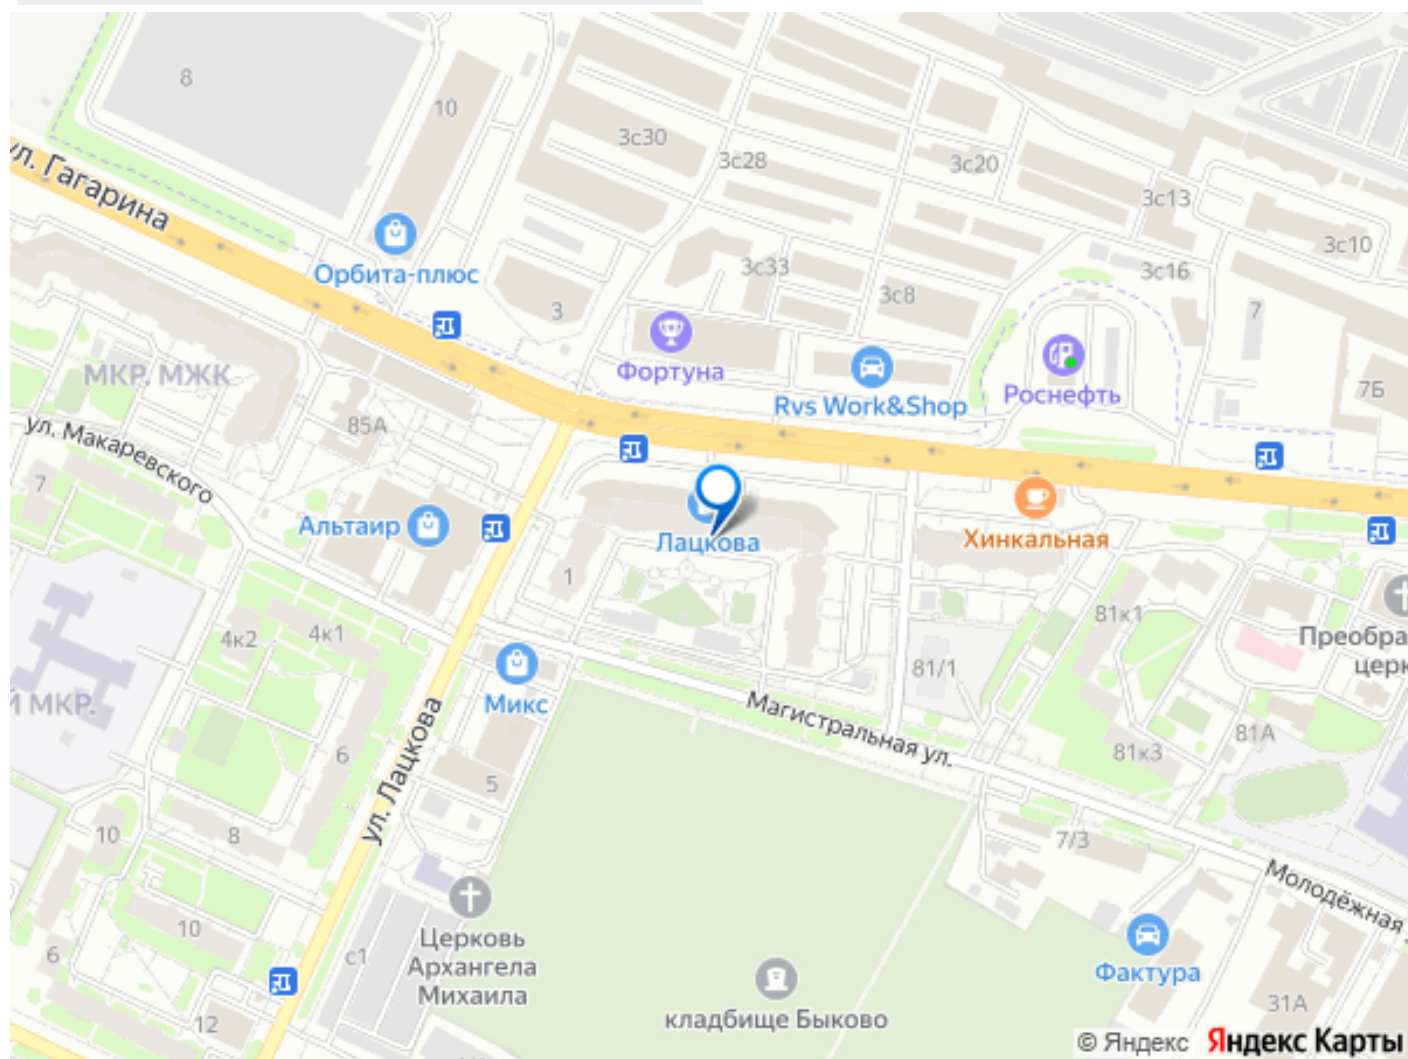 8
10
3с30
3с28
3с20
ул. Гагарина
3с13
3с10
Орбита-плюс
3
3с33
3с8
3с16
7
МКР. МЖК
Фортуна
Rvs Work&Shop
Роснефть
7Б
85А
ул. Макаревского
7
Альтаир
Лацкова
Хинкальная
1
4к2
4к1
81к1
Преобра
церк
81/1
Й МКР.
Микс
Магистральная ул.
81А
81к3
6
ул. Лацкова
5
10
8
7/3
Молодёжная
10
с1
Церковь
Архангела
Михаила
6
12
кладбище Быково
Фактура
31А
© Яндекс Яндекс Карты